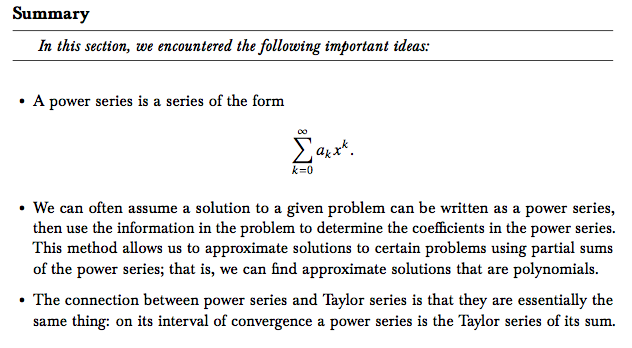 Summary
In this section, we encountered the following important ideas:
• A power series is a series of the form
∞
∑ aₖxᵏ.
k=0
• We can often assume a solution to a given problem can be written as a power series,
then use the information in the problem to determine the coefficients in the power series.
This method allows us to approximate solutions to certain problems using partial sums
of the power series; that is, we can find approximate solutions that are polynomials.
• The connection between power series and Taylor series is that they are essentially the
same thing: on its interval of convergence a power series is the Taylor series of its sum.